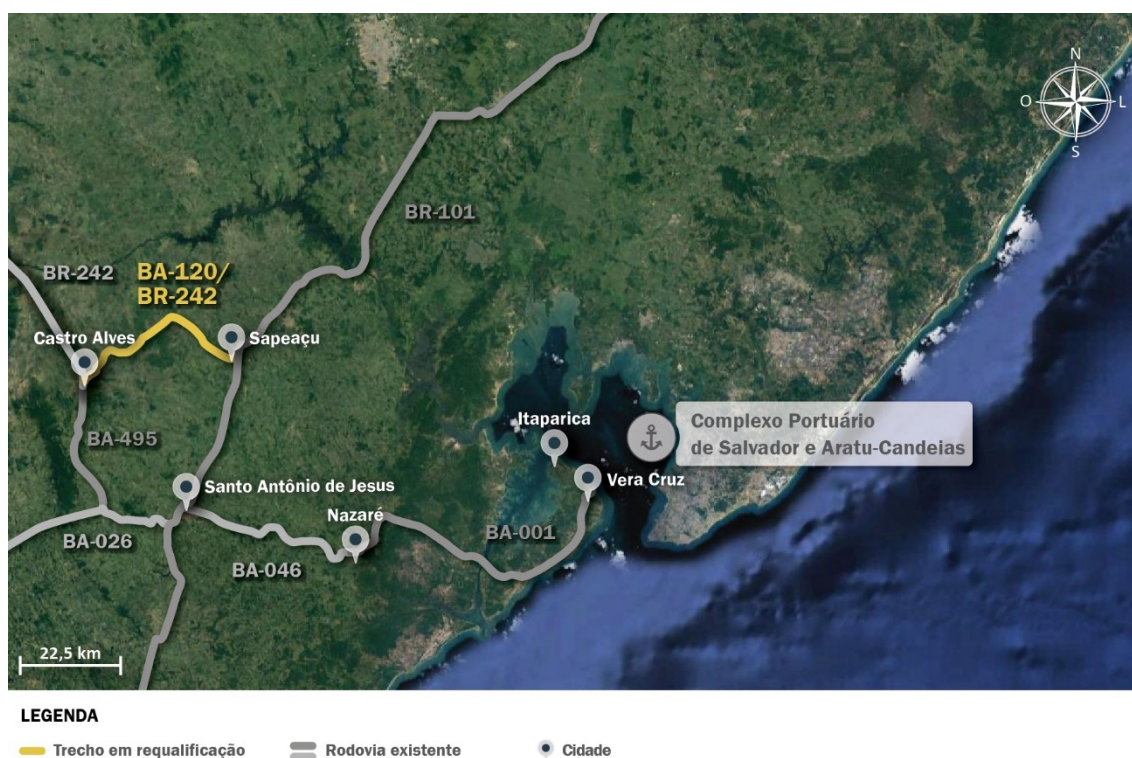 N
O
L
S
BR-101
BR-242
BA-120/
BR-242
Castro Alves
Sapeaçu
BA-495
Itaparica
Complexo Portuário
de Salvador e Aratu-Candeias
Vera Cruz
Santo Antônio de Jesus
Nazaré
BA-001
BA-026
BA-046
22,5 km
LEGENDA
Trecho em requalificação
Rodovia existente
Cidade